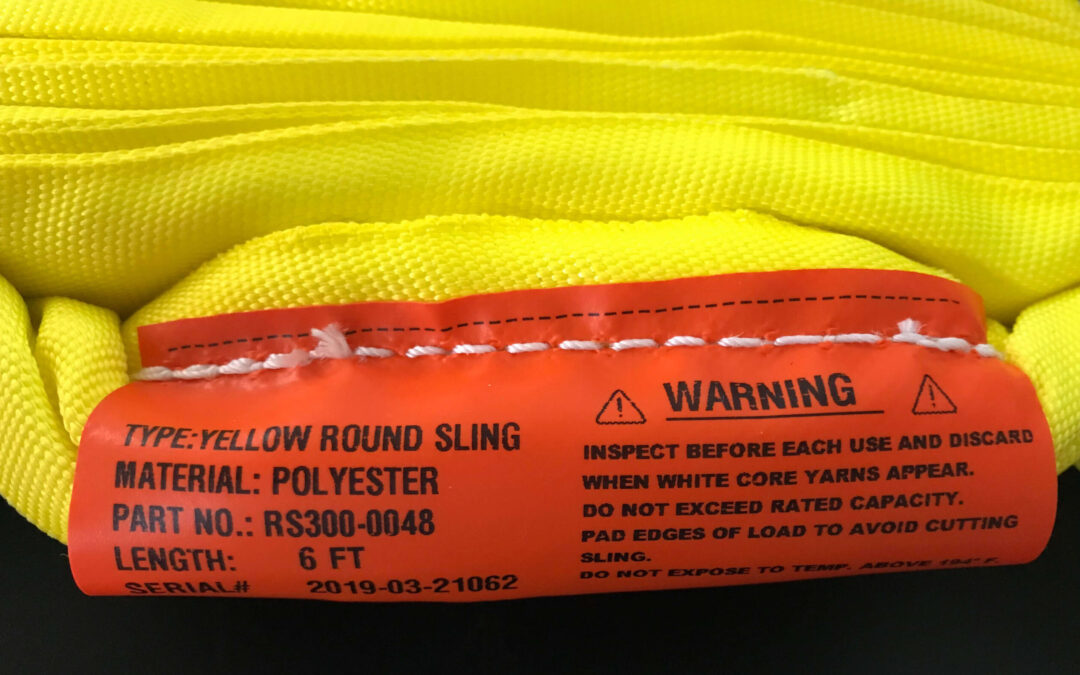 TYPE:YELLOW ROUND SLING
MATERIAL: POLYESTER
PART NO.: RS300-0048
LENGTH: 6 FT
SERIAL# 2019-03-21062
WARNING
INSPECT BEFORE EACH USE AND DISCARD
WHEN WHITE CORE YARNS APPEAR.
DO NOT EXCEED RATED CAPACITY.
PAD EDGES OF LOAD TO AVOID CUTTING
SLING.
DO NOT EXPOSE TO TEMP. ABOVE 194° F.